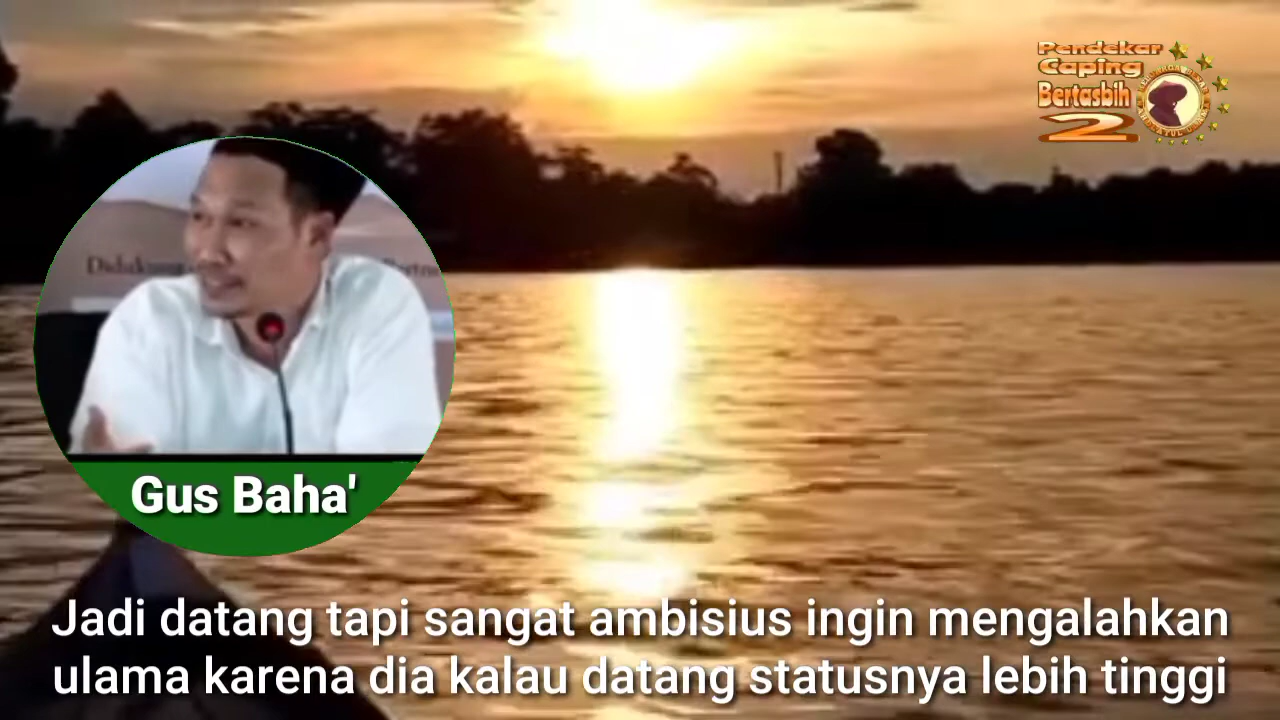 Pendekar
Caping
Bertasbih
2
Gus Baha'
Jadi datang tapi sangat ambisius ingin mengalahkan
ulama karena dia kalau datang statusnya lebih tinggi